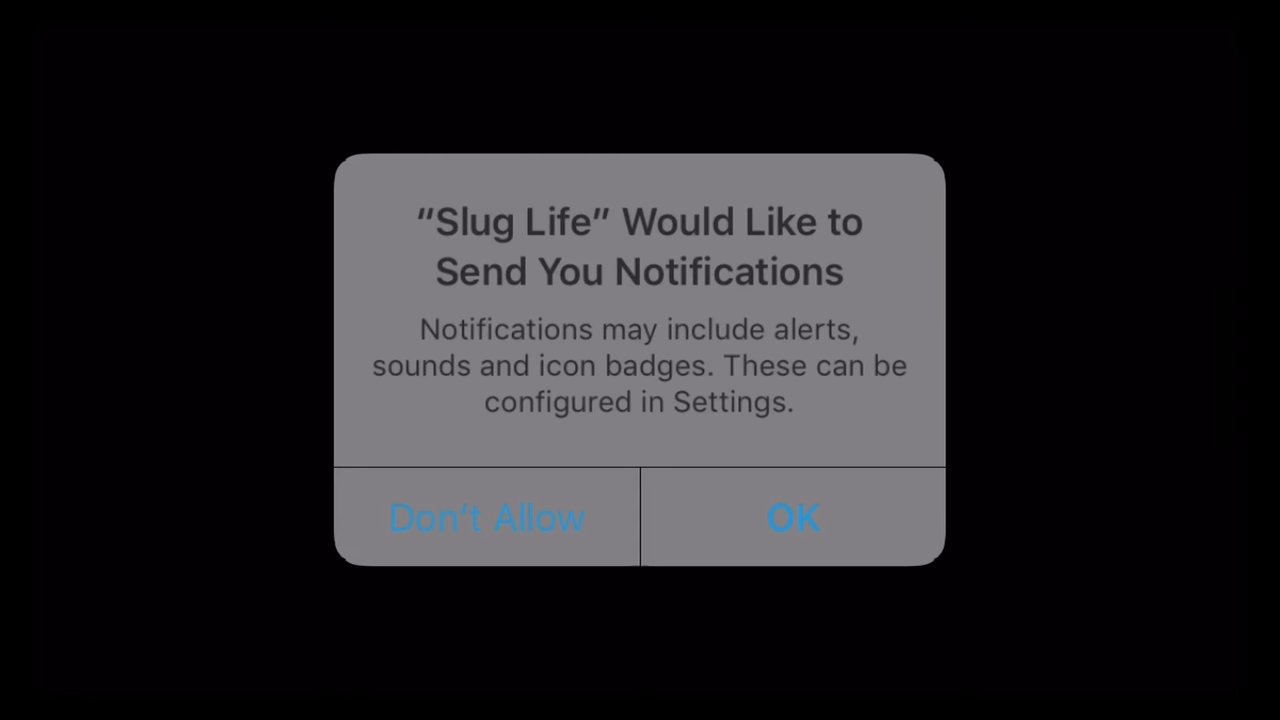 “Slug Life” Would Like to
Send You Notifications
Notifications may include alerts,
sounds and icon badges. These can be
configured in Settings.
Don’t Allow
OK